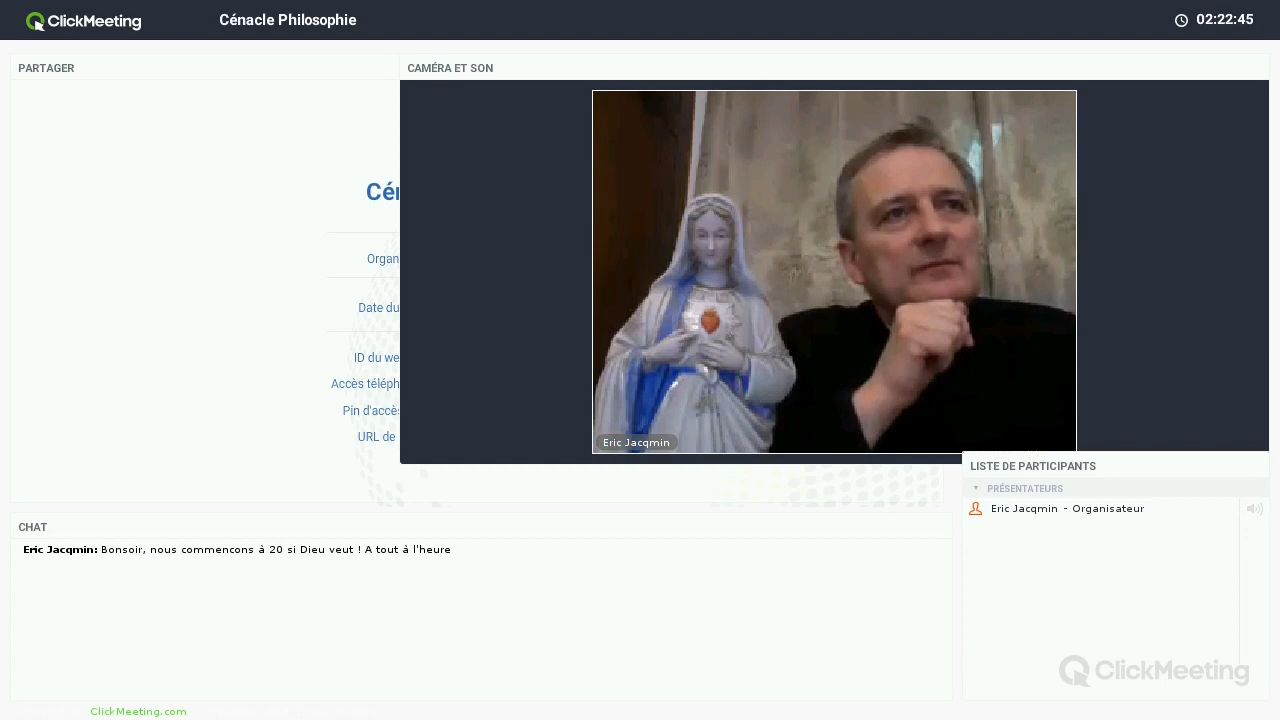 ClickMeeting
Cénacle Philosophie
02:22:45
PARTAGER
CAMÉRA ET SON
Organ
Date du
ID du we
Accès téléph
Pin d'accès
URL de
Eric Jacqmin
LISTE DE PARTICIPANTS
PRÉSENTATEURS
Eric Jacqmin - Organisateur
CHAT
Eric Jacqmin: Bonsoir, nous commencons à 20 si Dieu veut ! A tout à l'heure
ClickMeeting
ClickMeeting.com